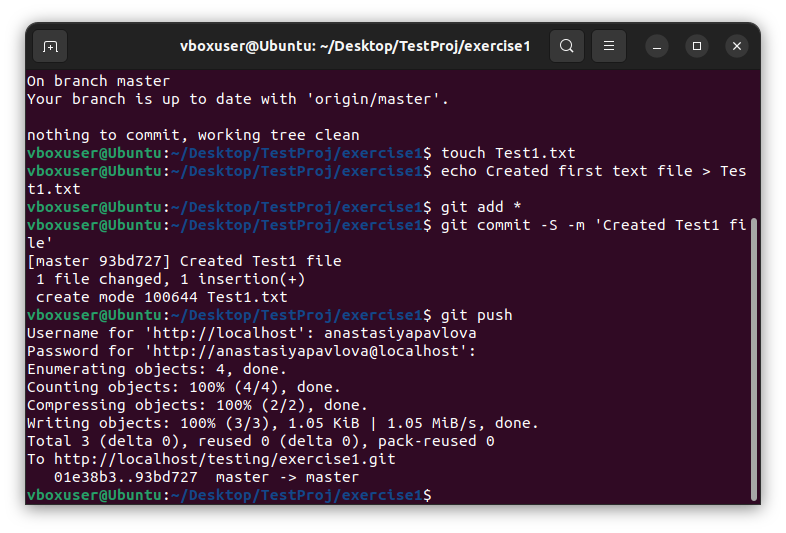 vboxuser@Ubuntu: ~/Desktop/TestProj/exercise1
On branch master
Your branch is up to date with 'origin/master'.
nothing to commit, working tree clean
vboxuser@Ubuntu:~/Desktop/TestProj/exercise1$ touch Test1.txt
vboxuser@Ubuntu:~/Desktop/TestProj/exercise1$ echo Created first text file > Tes
t1.txt
vboxuser@Ubuntu:~/Desktop/TestProj/exercise1$ git add *
vboxuser@Ubuntu:~/Desktop/TestProj/exercise1$ git commit -S -m 'Created Test1 fi
le'
[master 93bd727] Created Test1 file
 1 file changed, 1 insertion(+)
 create mode 100644 Test1.txt
vboxuser@Ubuntu:~/Desktop/TestProj/exercise1$ git push
Username for 'http://localhost': anastasiyapavlova
Password for 'http://anastasiyapavlova@localhost':
Enumerating objects: 4, done.
Counting objects: 100% (4/4), done.
Compressing objects: 100% (2/2), done.
Writing objects: 100% (3/3), 1.05 KiB | 1.05 MiB/s, done.
Total 3 (delta 0), reused 0 (delta 0), pack-reused 0
To http://localhost/testing/exercise1.git
   01e38b3..93bd727  master -> master
vboxuser@Ubuntu:~/Desktop/TestProj/exercise1$